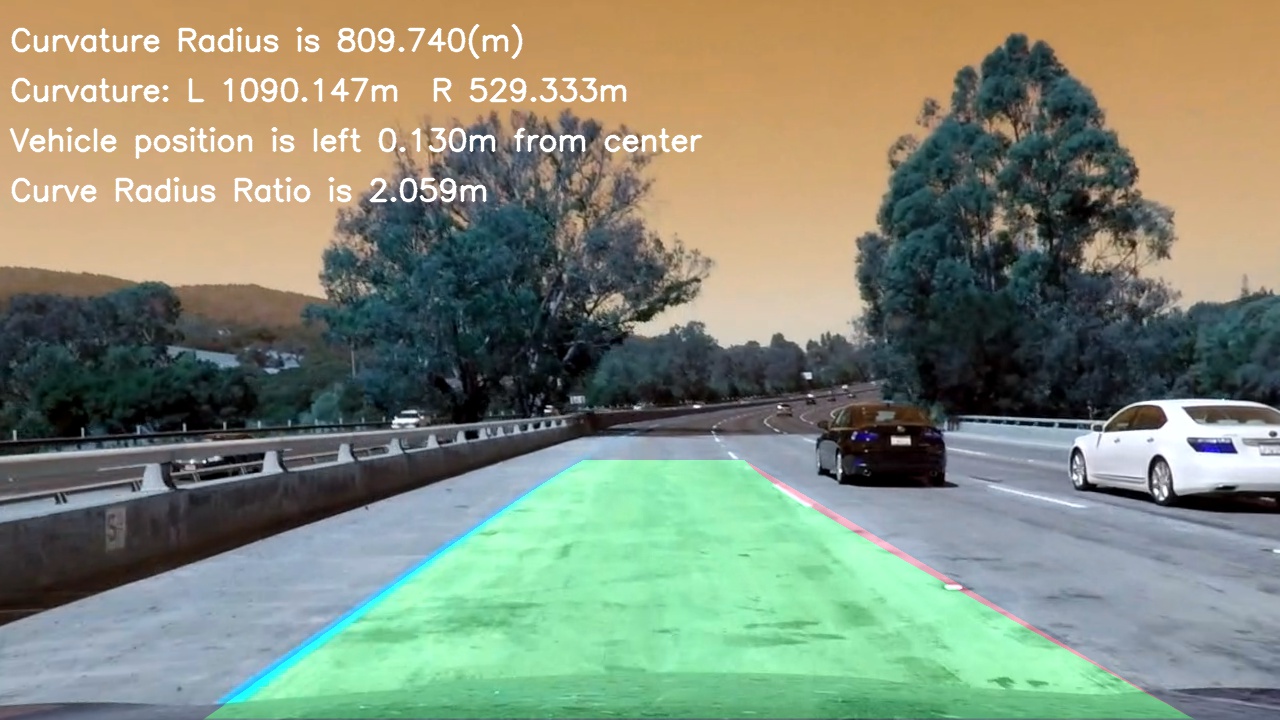 Curvature Radius is 809.740(m)
Curvature: L 1090.147m R 529.333m
Vehicle position is left 0.130m from center
Curve Radius Ratio is 2.059m